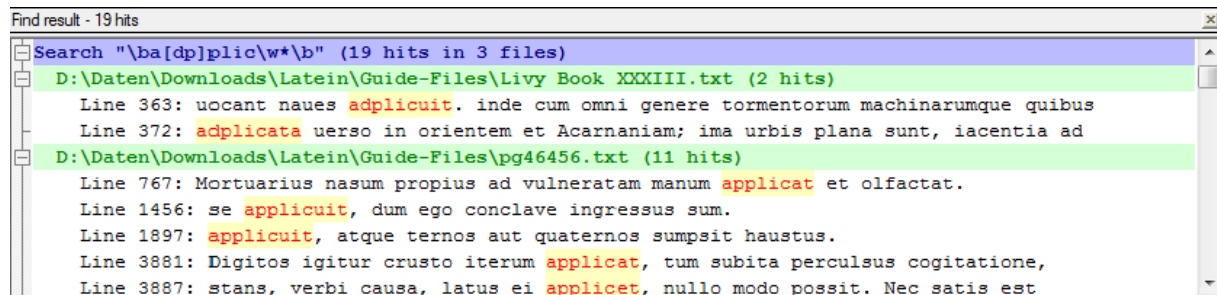 Find result - 19 hits
Search "\ba[dp]plic\w*\b" (19 hits in 3 files)
D:\Daten\Downloads\Latein\Guide-Files\Livy Book XXXIII.txt (2 hits)
Line 363: uocant naues adplicuit. inde cum omni genere tormentorum machinarumque quibus
Line 372: adplicata uerso in orientem et Acarnaniam; ima urbis plana sunt, iacentia ad
D:\Daten\Downloads\Latein\Guide-Files\pg46456.txt (11 hits)
Line 767: Mortuarius nasum propius ad vulneratam manum applicat et olfactat.
Line 1456: se applicuit, dum ego conclave ingressus sum.
Line 1897: applicuit, atque ternos aut quaternos sumpsit haustus.
Line 3881: Digitos igitur crusto iterum applicat, tum subita perculsus cogitatione,
Line 3887: stans, verbi causa, latus ei applicet, nullo modo possit. Nec satis est